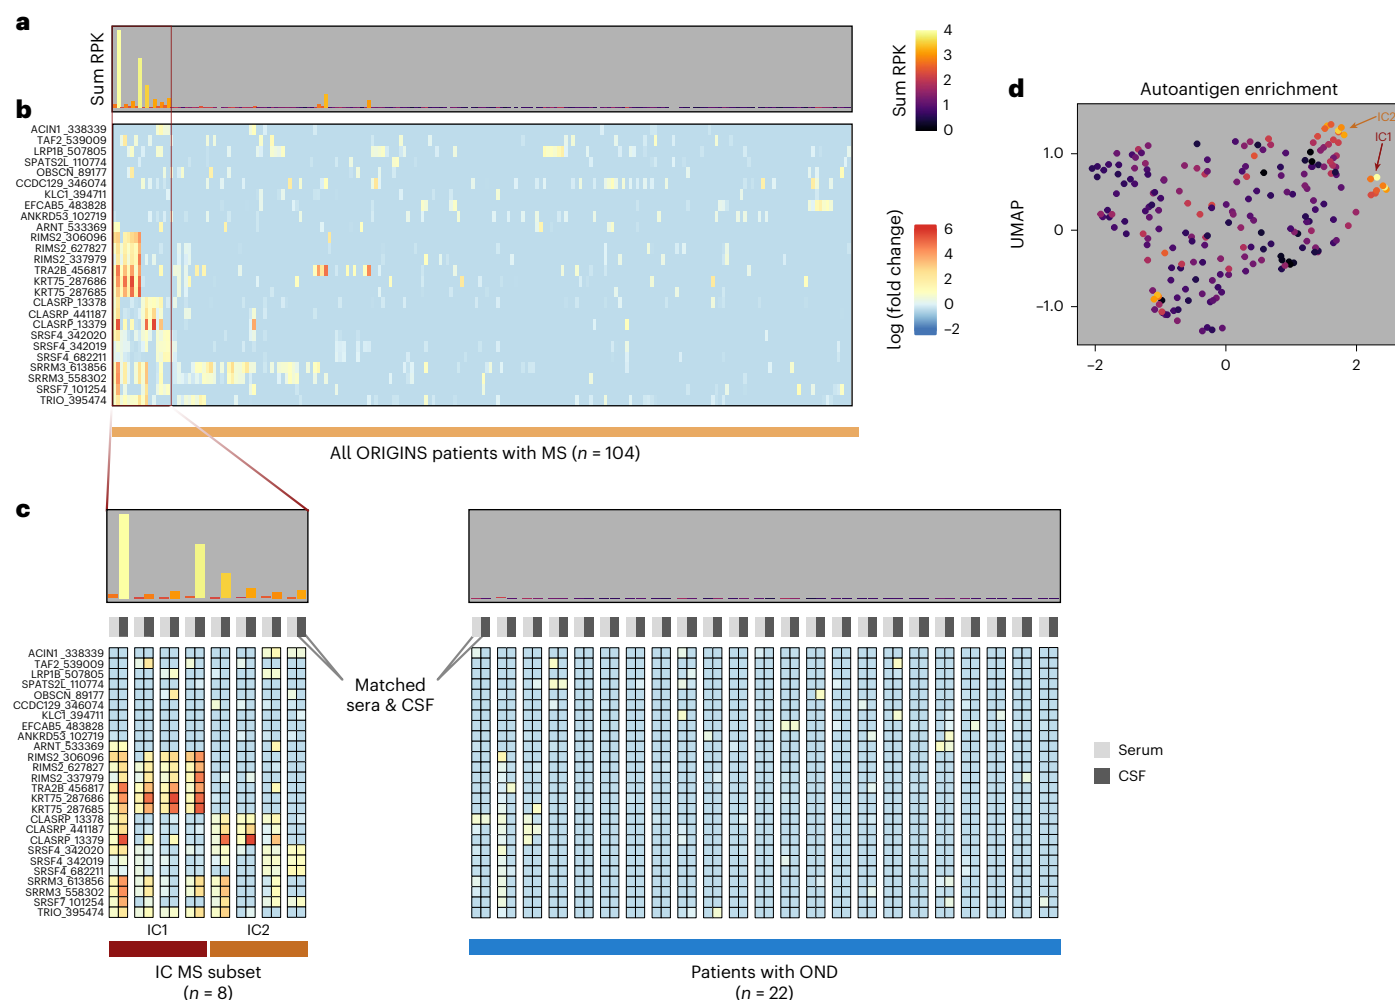 a
Sum RPK
4
3
2
1
0
Sum RPK
b
ACIN1_338339
TAF2_539009
LRP1B_507805
SPATS2L_110774
OBSCN_89177
CCDC129_346074
KLC1_394711
EFCAB5_483828
ANKRD53_102719
ARNT_533369
RIMS2_306096
RIMS2_627827
RIMS2_337979
TRA2B_456817
KRT75_287686
KRT75_287685
CLASRP_13378
CLASRP_441187
CLASRP_13379
SRSF4_342020
SRSF4_342019
SRSF4_682211
SRRM3_613856
SRRM3_558302
SRSF7_101254
TRIO_395474
log (fold change)
6
4
2
0
−2
All ORIGINS patients with MS (n = 104)
d
Autoantigen enrichment
IC2
IC1
UMAP
1.0
0
−1.0
−2
0
2
c
ACIN1_338339
TAF2_539009
LRP1B_507805
SPATS2L_110774
OBSCN_89177
CCDC129_346074
KLC1_394711
EFCAB5_483828
ANKRD53_102719
ARNT_533369
RIMS2_306096
RIMS2_627827
RIMS2_337979
TRA2B_456817
KRT75_287686
KRT75_287685
CLASRP_13378
CLASRP_441187
CLASRP_13379
SRSF4_342020
SRSF4_342019
SRSF4_682211
SRRM3_613856
SRRM3_558302
SRSF7_101254
TRIO_395474
Matched
sera & CSF
Serum
CSF
IC1
IC2
IC MS subset
(n = 8)
Patients with OND
(n = 22)